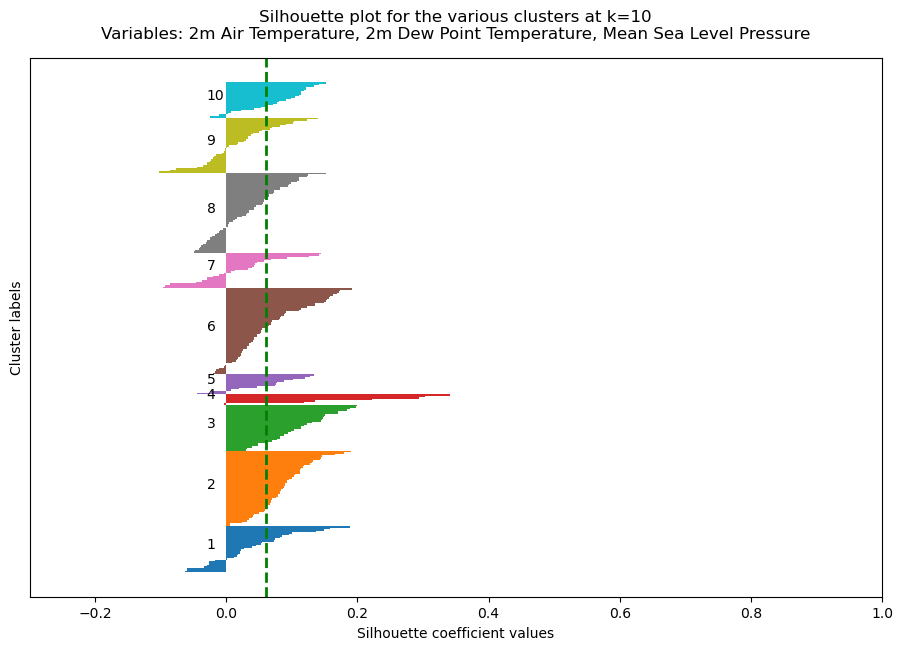 Silhouette plot for the various clusters at k=10
Variables: 2m Air Temperature, 2m Dew Point Temperature, Mean Sea Level Pressure
Cluster labels
10
9
8
7
6
5
4
3
2
1
−0.2 0.0 0.2 0.4 0.6 0.8 1.0
Silhouette coefficient values